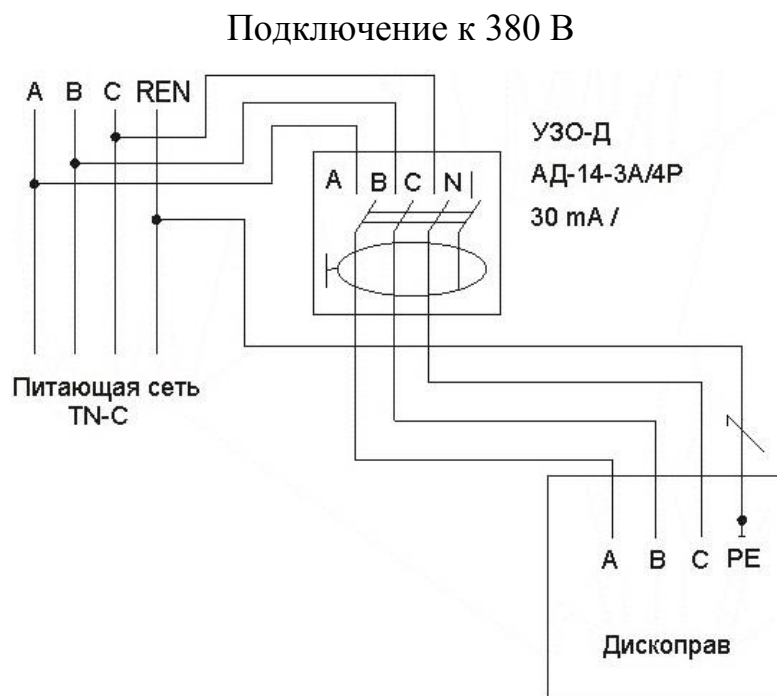 Подключение к 380 В
A B C REN
УЗО-Д
АД-14-3А/4Р
30 mA /
A B C N
Питающая сеть
TN-C
A B C PE
Дископрав